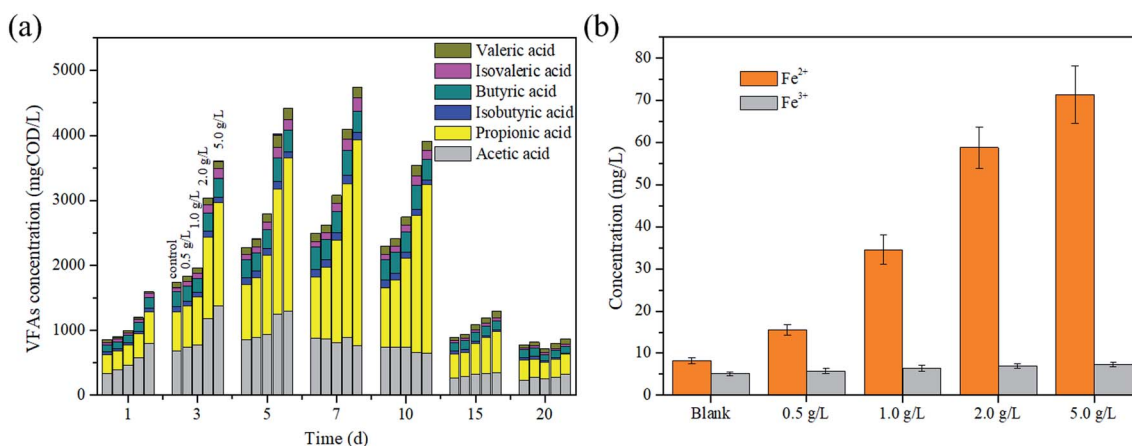 (a)
VFAs concentration (mgCOD/L)
5000
4000
3000
2000
1000
0
Valeric acid
Isovaleric acid
Butyric acid
Isobutyric acid
Propionic acid
Acetic acid
control
0.5 g/L
1.0 g/L
2.0 g/L
5.0 g/L
1 3 5 7 10 15 20
Time (d)
(b)
Concentration (mg/L)
80
70
60
50
40
30
20
10
0
Fe²⁺
Fe³⁺
Blank 0.5 g/L 1.0 g/L 2.0 g/L 5.0 g/L